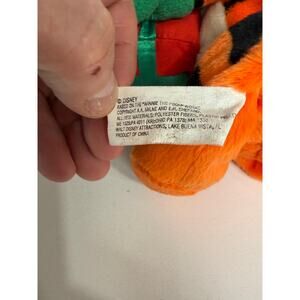 © DISNEY
BASED ON THE "WINNIE THE POOH" WORKS
COPYRIGHT A.A. MILNE AND E.H. SHEPARD
ALL NEW MATERIALS: POLYESTER FIBERS, PLASTIC
WALT DISNEY ATTRACTIONS, LAKE BUENA VISTA, FL
PRODUCT OF CHINA